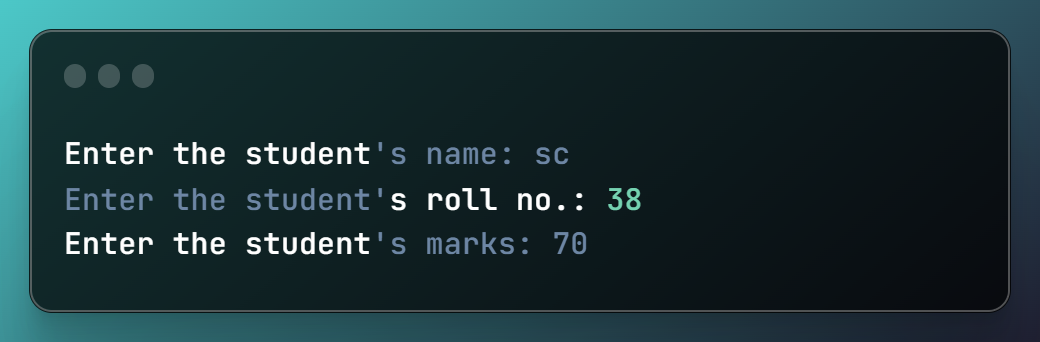 Enter the student's name: sc
Enter the student's roll no.: 38
Enter the student's marks: 70